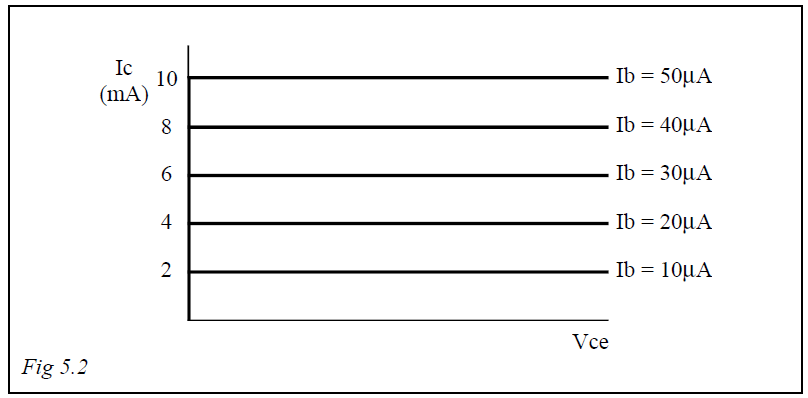 Ic
(mA)
10
Ib = 50µA
8
Ib = 40µA
6
Ib = 30µA
4
Ib = 20µA
2
Ib = 10µA
Vce
Fig 5.2